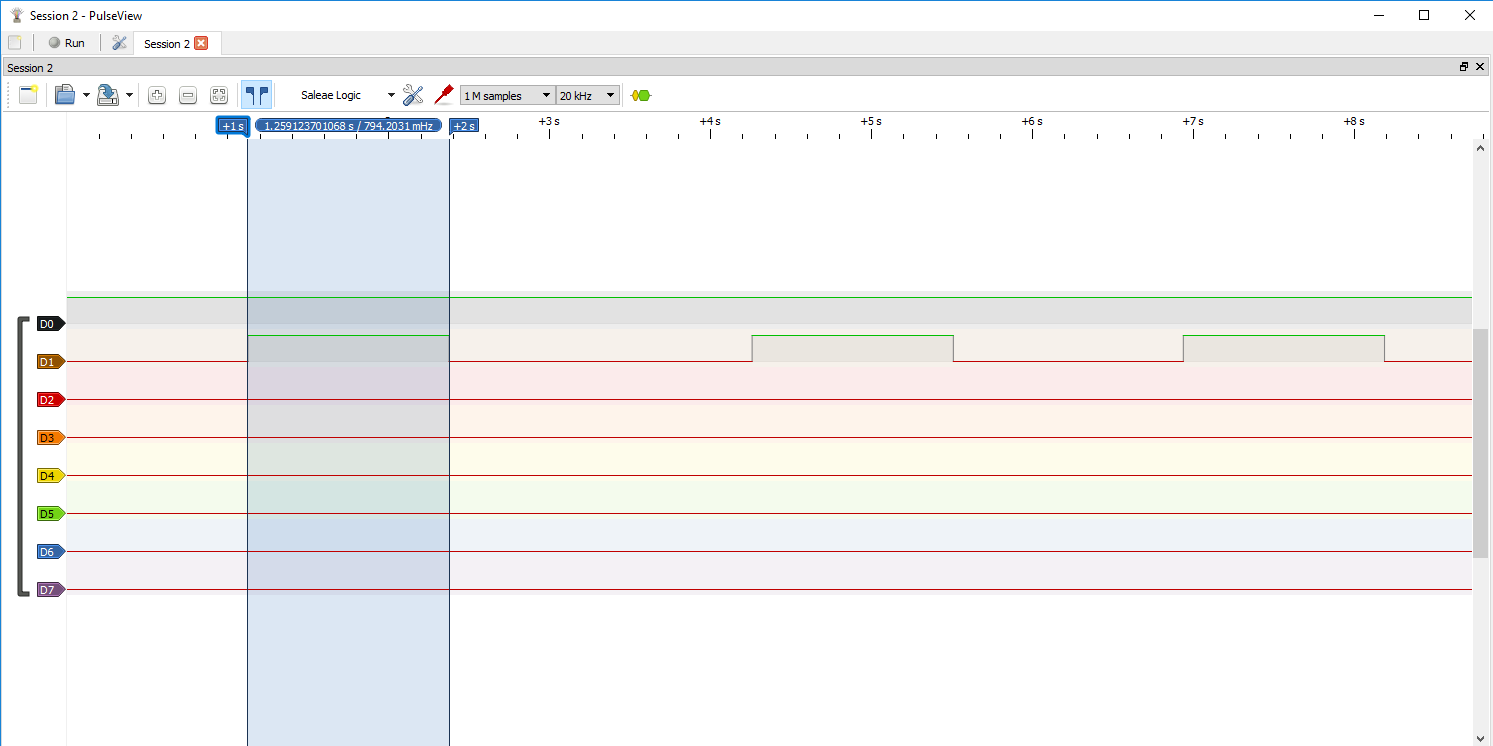 Session 2 - PulseView
Run
Session 2
Session 2
Saleae Logic
1 M samples
20 kHz
+1 s
1.259123701068 s / 794.2031 mHz
+2 s
+3 s
+4 s
+5 s
+6 s
+7 s
+8 s
D0
D1
D2
D3
D4
D5
D6
D7